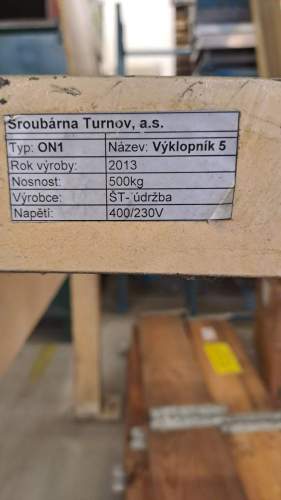 Šroubárna Turnov, a.s.
Typ: ON1 Název: Výklopník 5
Rok výroby: 2013
Nosnost: 500kg
Výrobce: ŠT- údržba
Napětí: 400/230V